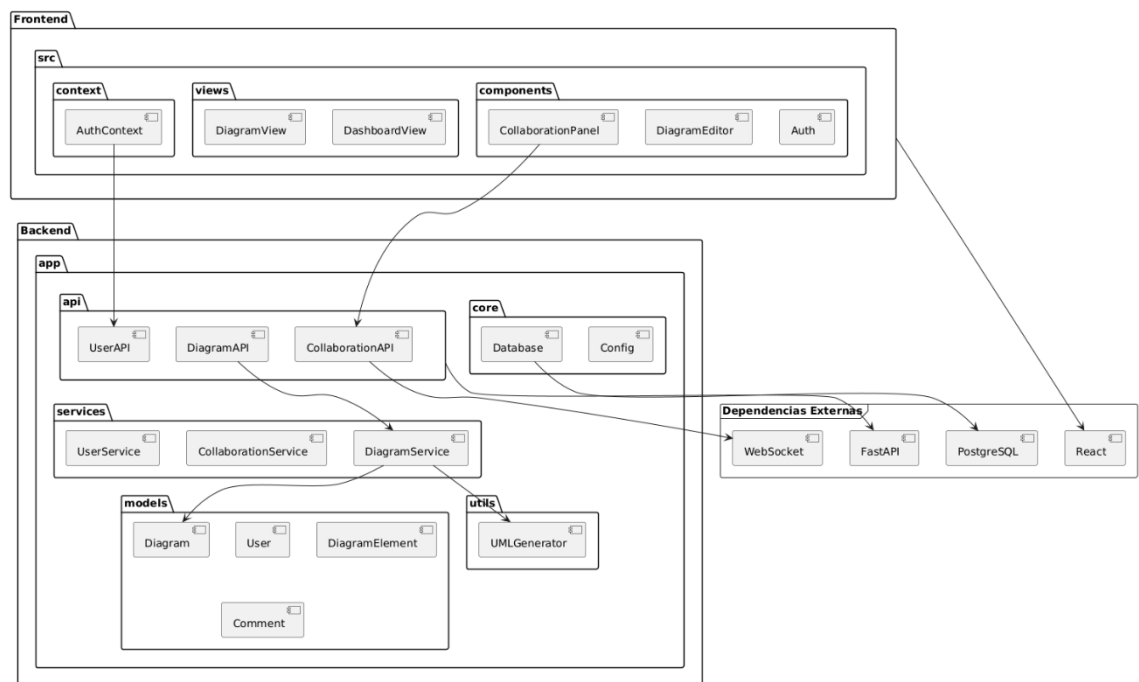 Frontend
src
context
views
components
AuthContext
DiagramView
DashboardView
CollaborationPanel
DiagramEditor
Auth
Backend
app
api
core
UserAPI
DiagramAPI
CollaborationAPI
Database
Config
services
Dependencias Externas
UserService
CollaborationService
DiagramService
WebSocket
FastAPI
PostgreSQL
React
models
utils
Diagram
User
DiagramElement
UMLGenerator
Comment